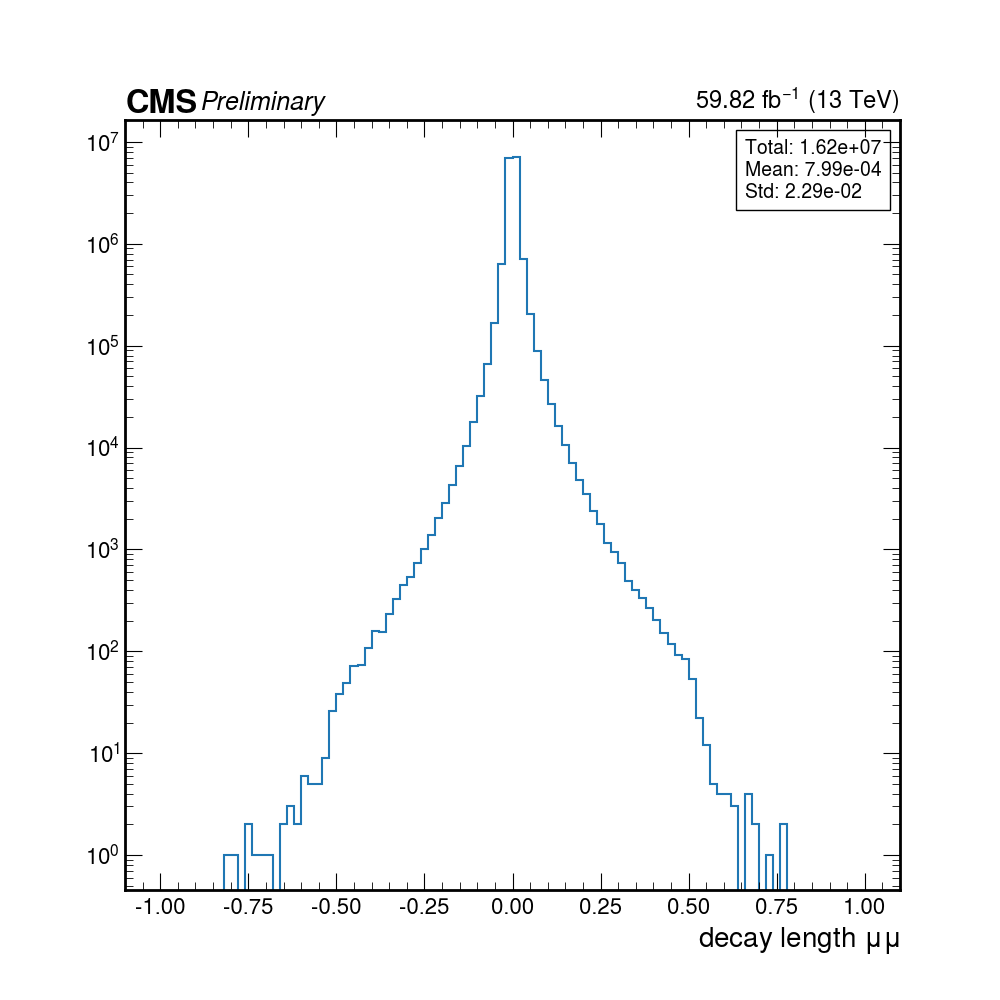 CMS Preliminary 59.82 fb⁻¹ (13 TeV)
Total: 1.62e+07
Mean: 7.99e-04
Std: 2.29e-02
10⁷
10⁶
10⁵
10⁴
10³
10²
10¹
10⁰
-1.00 -0.75 -0.50 -0.25 0.00 0.25 0.50 0.75 1.00
decay length μμ